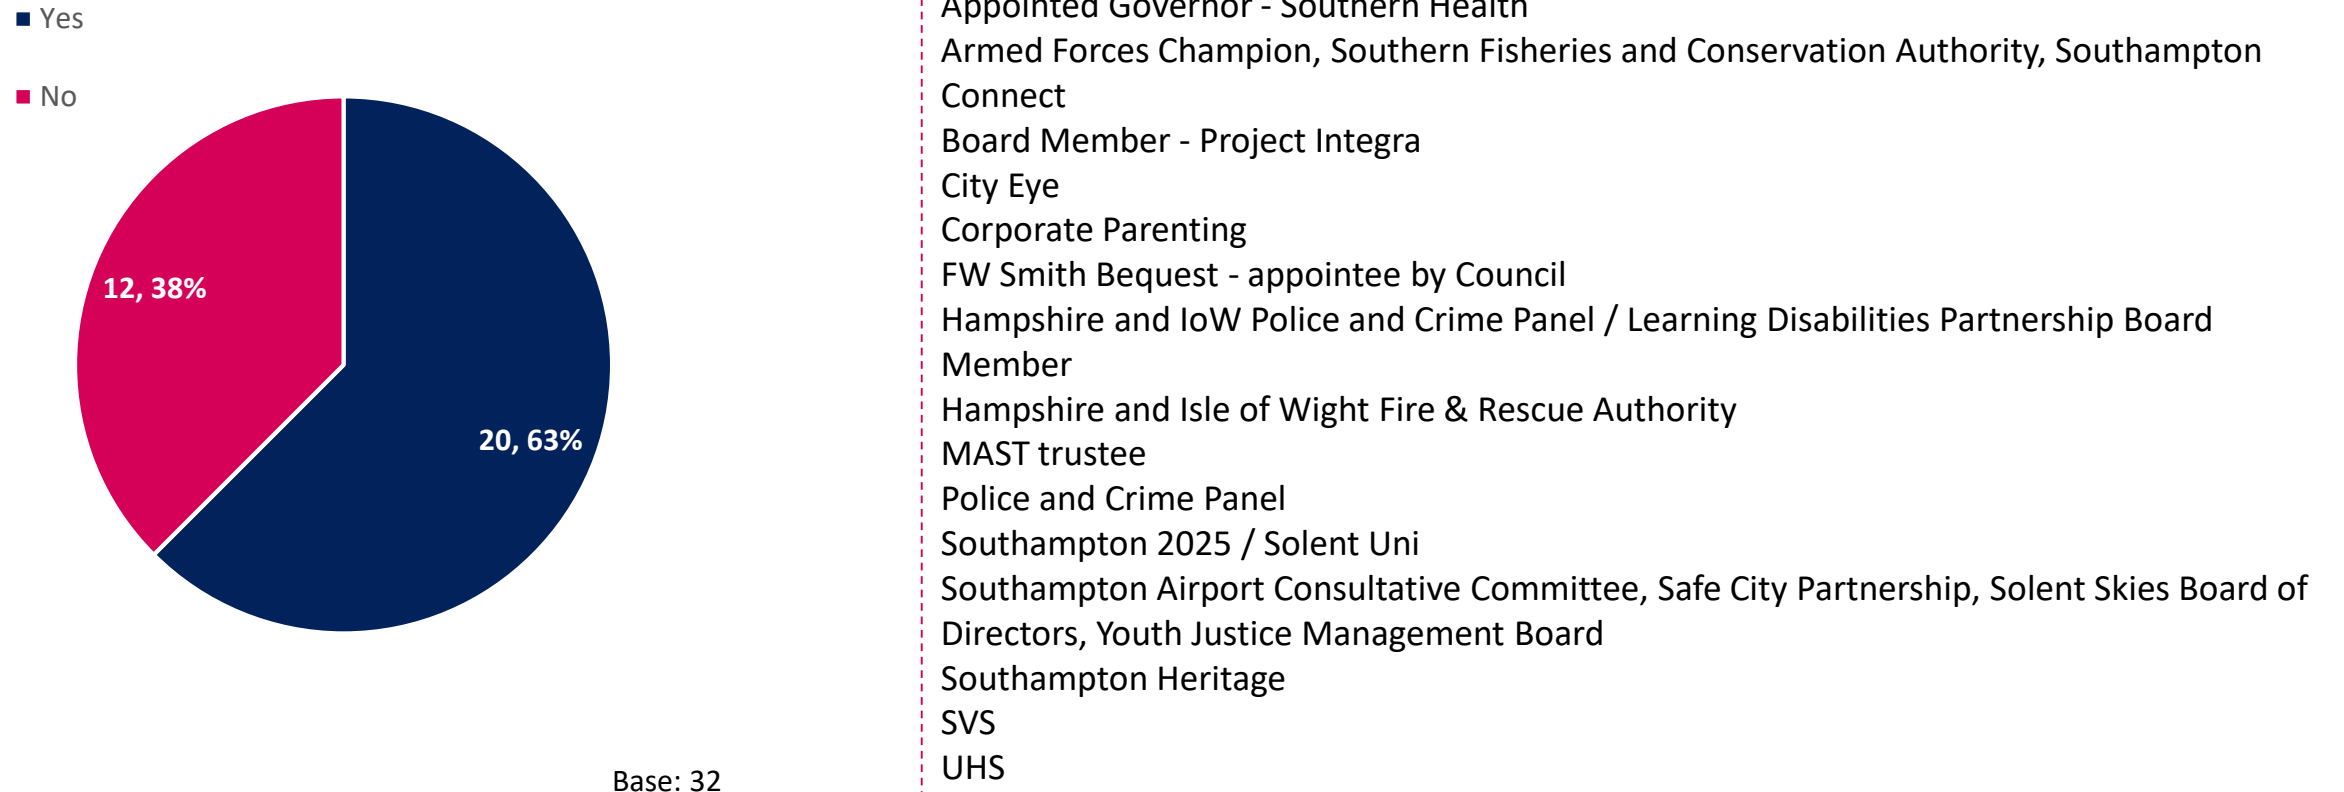 Yes
No
12, 38%
20, 63%
Base: 32
Appointed Governor - Southern Health
Armed Forces Champion, Southern Fisheries and Conservation Authority, Southampton
Connect
Board Member - Project Integra
City Eye
Corporate Parenting
FW Smith Bequest - appointee by Council
Hampshire and IoW Police and Crime Panel / Learning Disabilities Partnership Board
Member
Hampshire and Isle of Wight Fire & Rescue Authority
MAST trustee
Police and Crime Panel
Southampton 2025 / Solent Uni
Southampton Airport Consultative Committee, Safe City Partnership, Solent Skies Board of
Directors, Youth Justice Management Board
Southampton Heritage
SVS
UHS